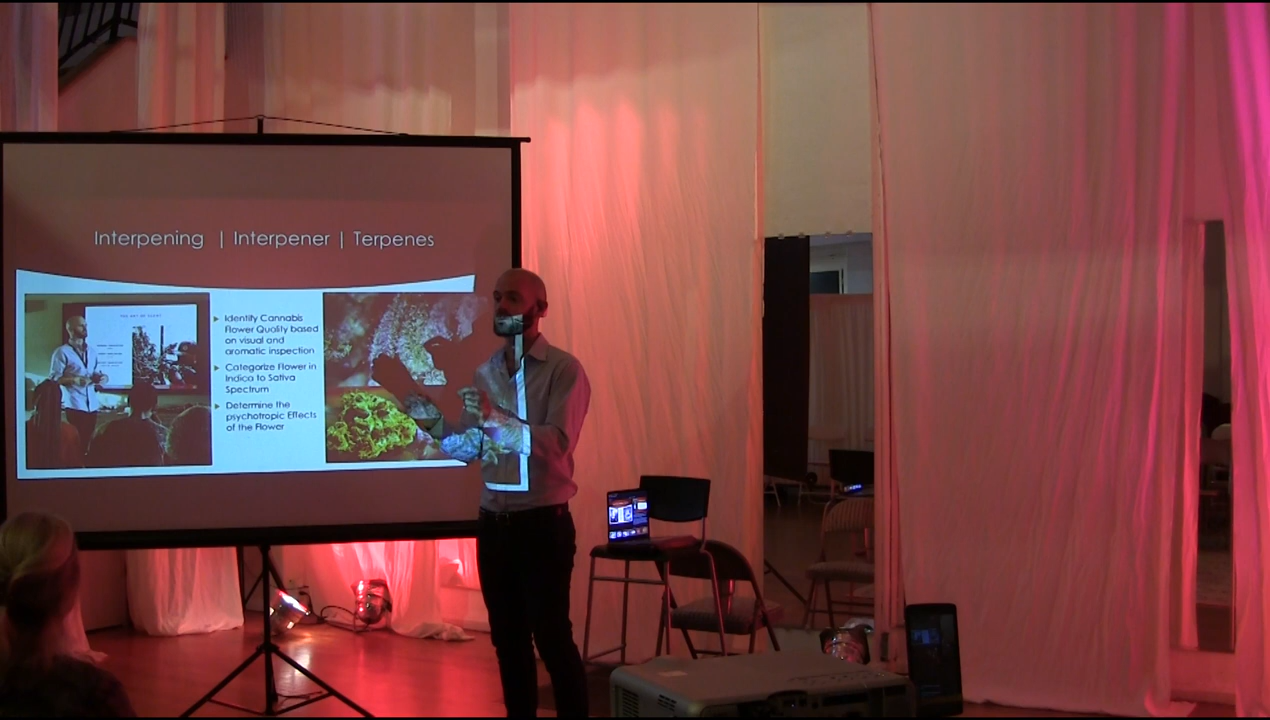 Interpening | Interpener | Terpenes
Identify Cannabis
Flower Quality based
on visual and
aromatic inspection
Categorize Flower in
Indica to Sativa
Spectrum
Determine the
psychotropic Effects
of the Flower